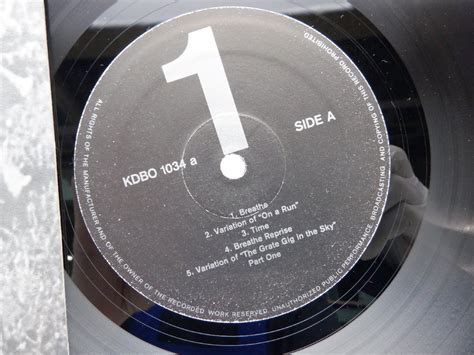 1
KDBO 1034 a
SIDE A
1. Breathe
2. Variation of "On a Run"
3. Time
4. Breathe Reprise
5. Variation of "The Grate Gig in the Sky"
Part One
ALL RIGHTS OF THE MANUFACTURER AND OF THE OWNER OF THE RECORDED WORK RESERVED. UNAUTHORIZED PUBLIC PERFORMANCE, BROADCASTING AND COPYING OF THIS RECORD PROHIBITED